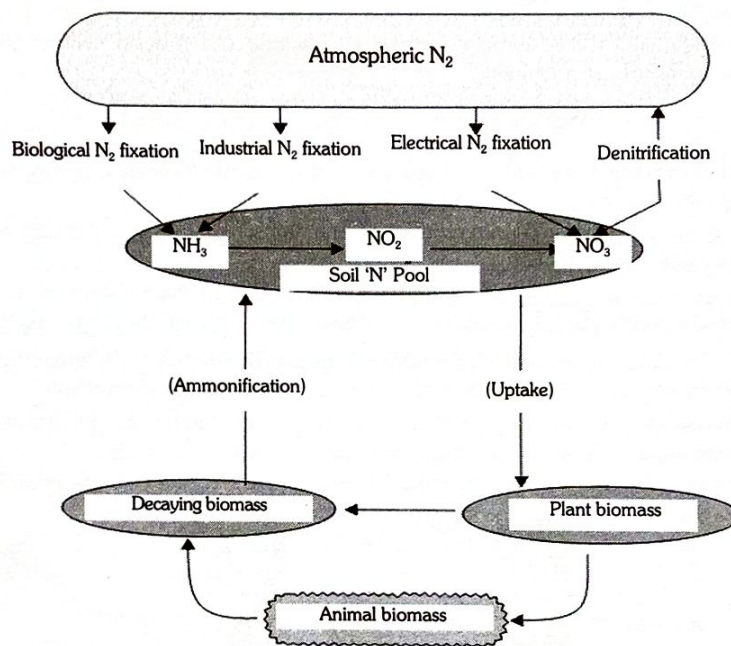 Atmospheric N₂
Biological N₂ fixation
Industrial N₂ fixation
Electrical N₂ fixation
Denitrification
NH₃
NO₂
NO₃
Soil 'N' Pool
(Ammonification)
(Uptake)
Decaying biomass
Plant biomass
Animal biomass